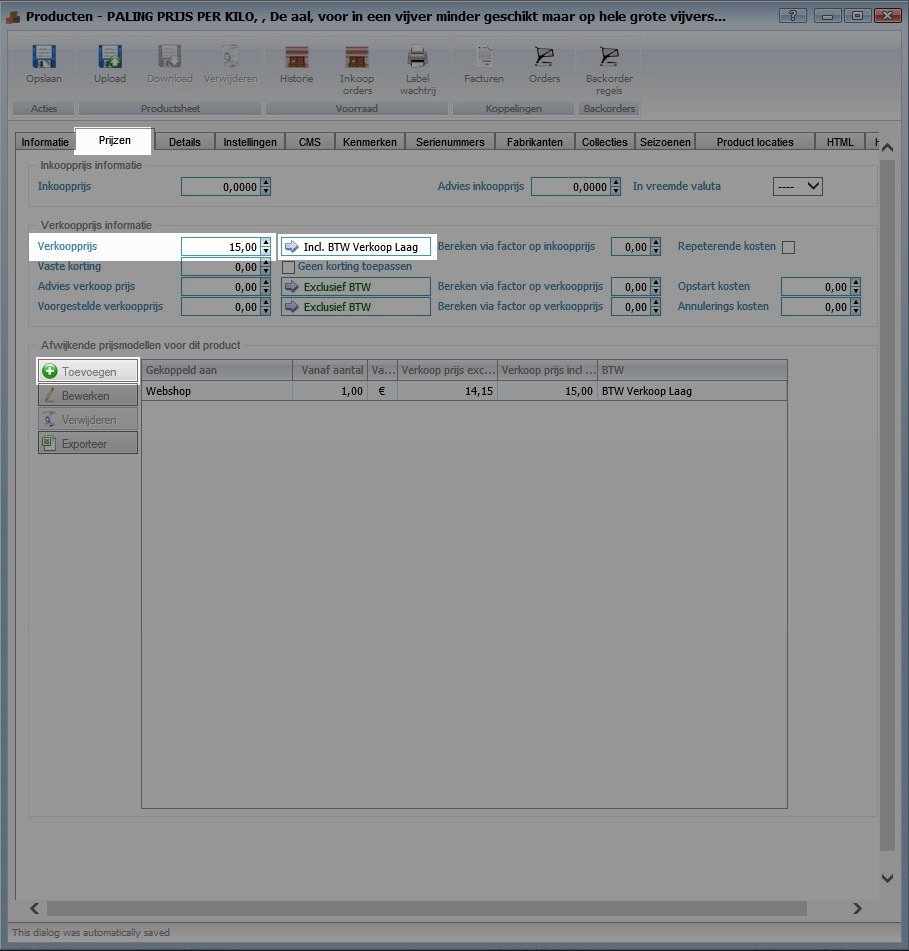 Producten - PALING PRIJS PER KILO, , De aal, voor in een vijver minder geschikt maar op hele grote vijvers...
?
Opslaan Upload Download Verwijderen Historie Inkoop orders Label wachtrij Facturen Orders Backorder regels
Acties Productsheet Voorraad Koppelingen Backorders
Informatie Prijzen Details Instellingen CMS Kenmerken Serienummers Fabrikanten Collecties Seizoenen Product locaties HTML H
Inkoopprijs informatie
Inkoopprijs 0,0000 Advies inkoopprijs 0,0000 In vreemde valuta ----
Verkoopprijs informatie
Verkoopprijs 15,00 Incl. BTW Verkoop Laag Bereken via factor op inkoopprijs 0,00 Repeterende kosten
Vaste korting 0,00 Geen korting toepassen
Advies verkoop prijs 0,00 Exclusief BTW Bereken via factor op verkoopprijs 0,00 Opstart kosten 0,00
Voorgestelde verkoopprijs 0,00 Exclusief BTW Bereken via factor op verkoopprijs 0,00 Annulerings kosten 0,00
Afwijkende prijsmodellen voor dit product
Toevoegen Gekoppeld aan Vanaf aantal Va... Verkoop prijs exc... Verkoop prijs incl ... BTW
Bewerken Webshop 1,00 € 14,15 15,00 BTW Verkoop Laag
Verwijderen
Exporteer
This dialog was automatically saved